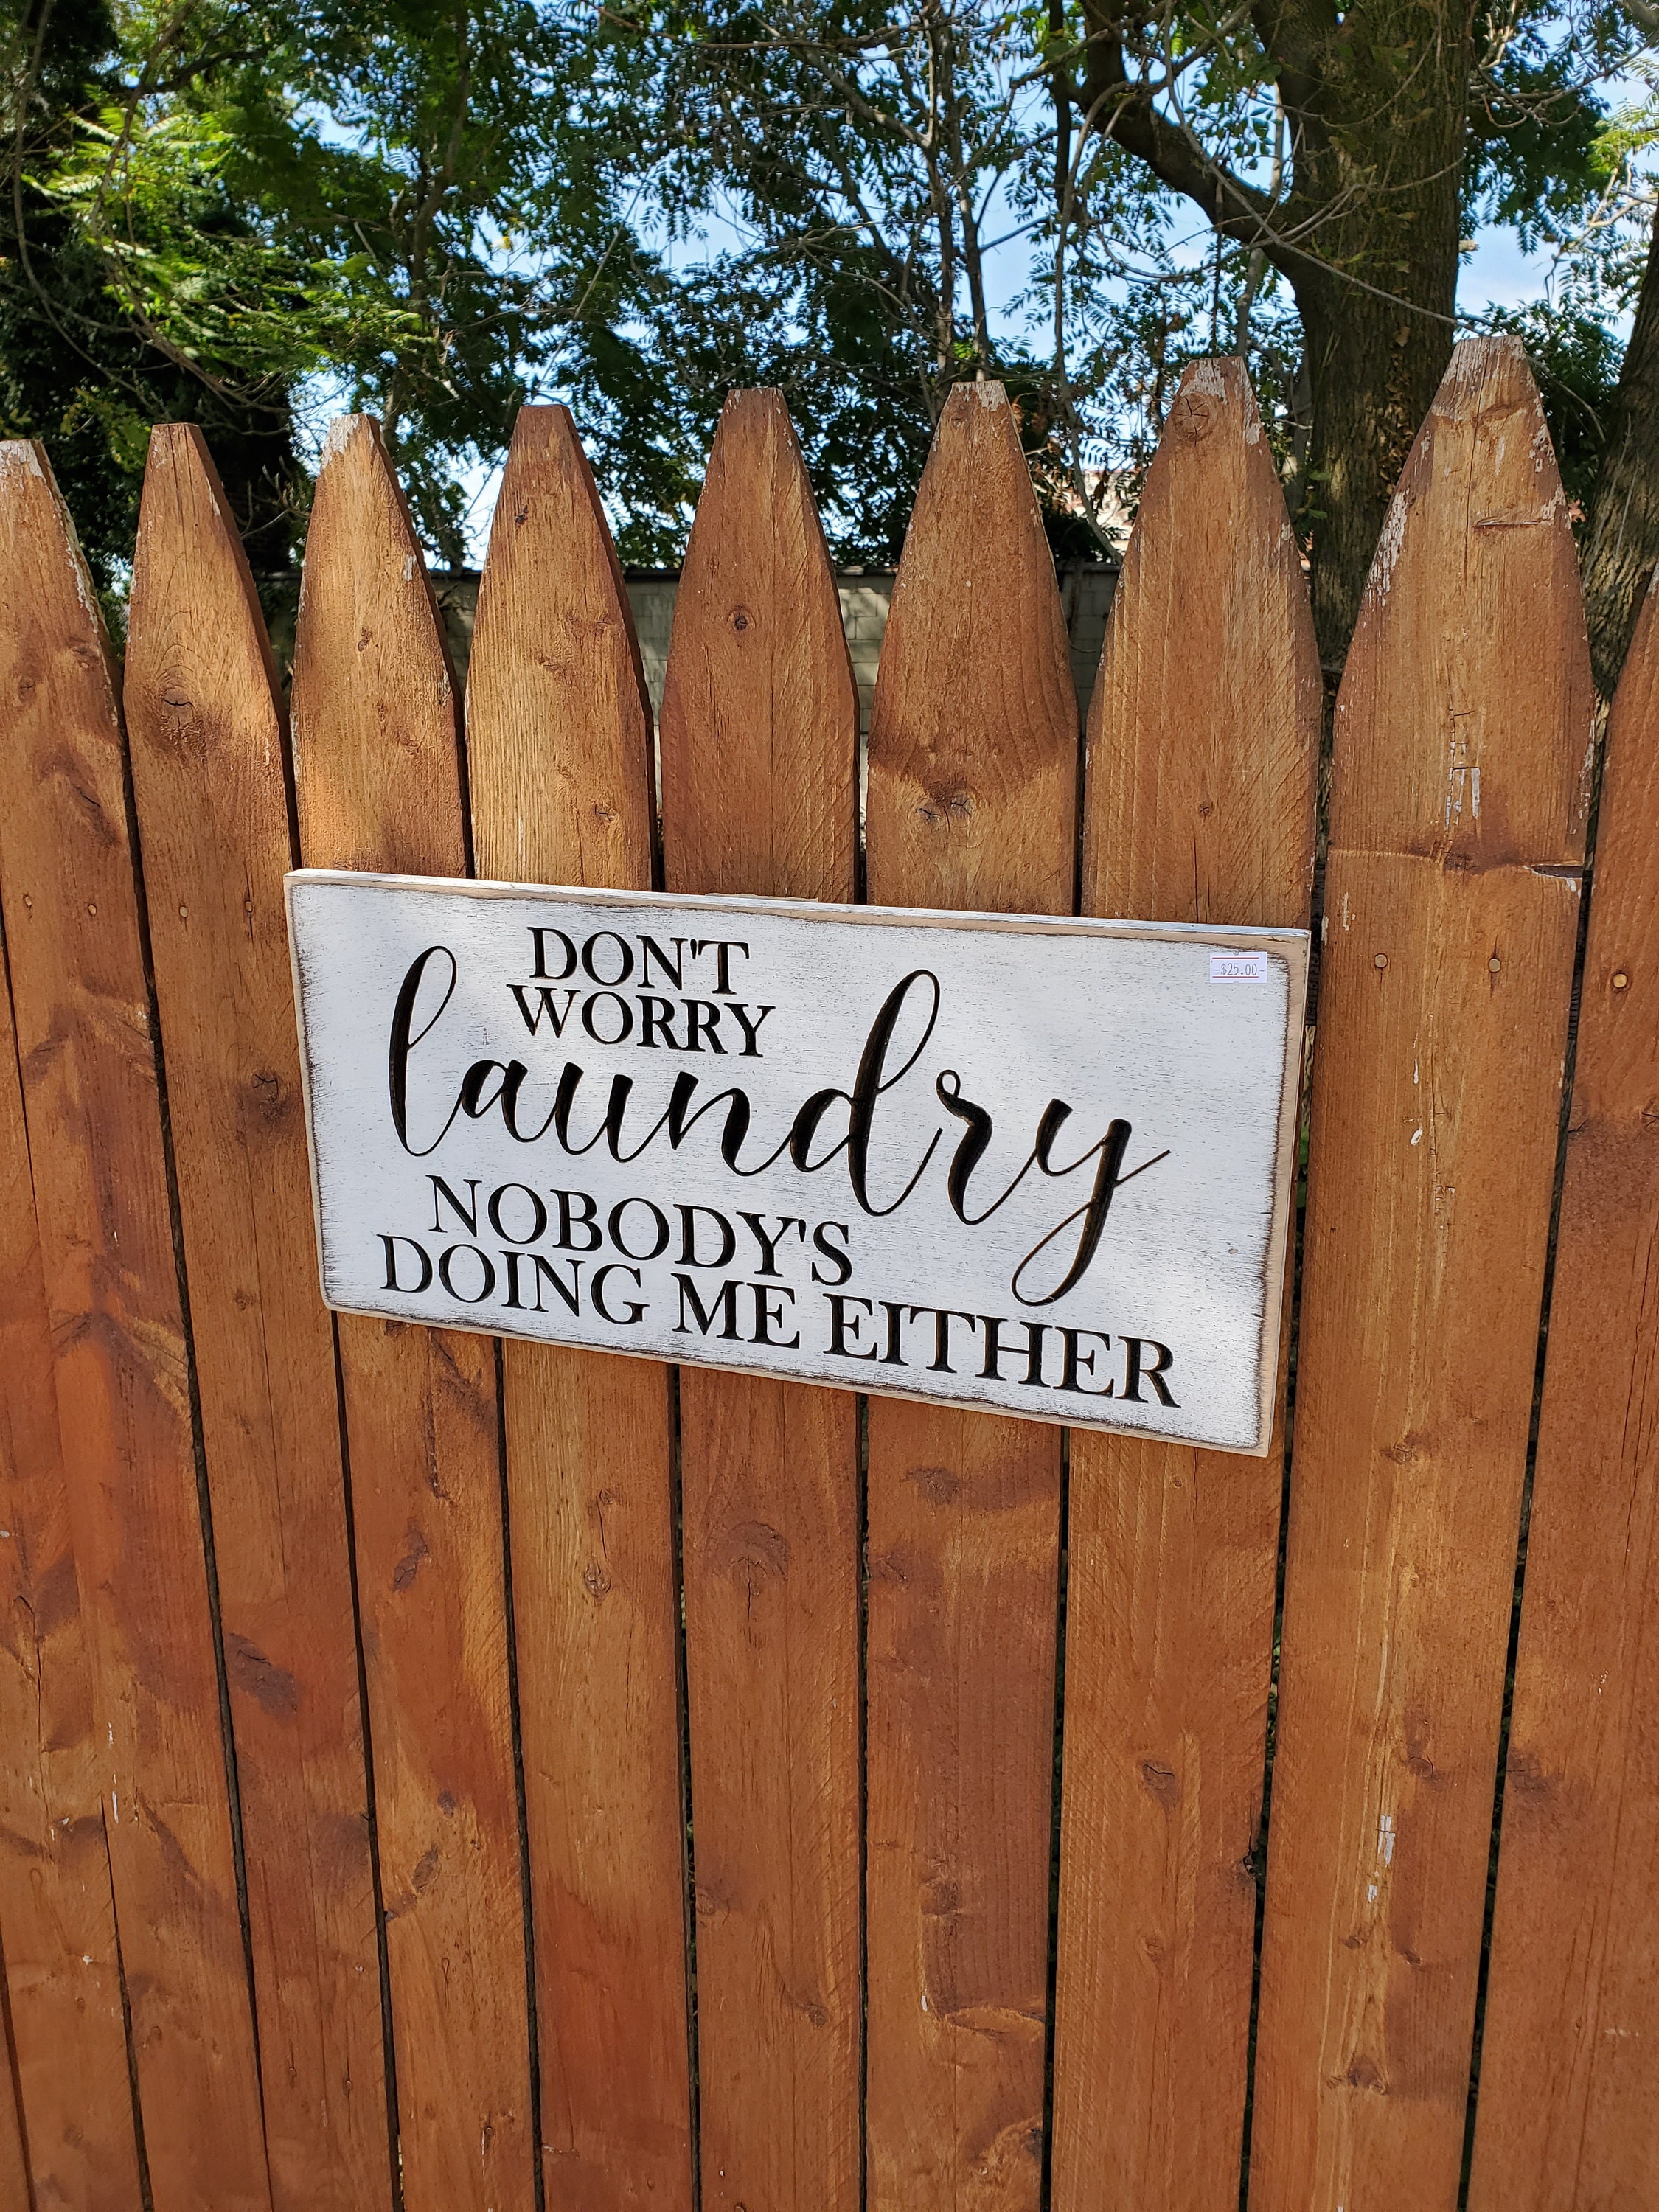 DON'T
WORRY
laundry
NOBODY'S
DOING ME EITHER
-$25.00-